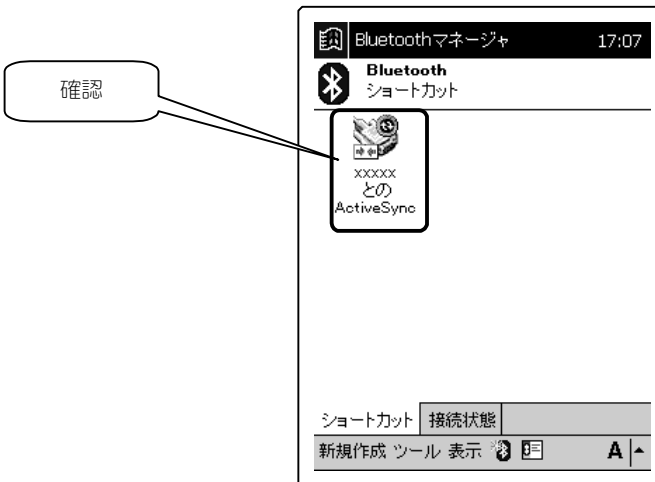 Bluetoothマネージャ 17:07
Bluetooth
ショートカット
確認
xxxxx
との
ActiveSync
ショートカット 接続状態
新規作成 ツール 表示 A